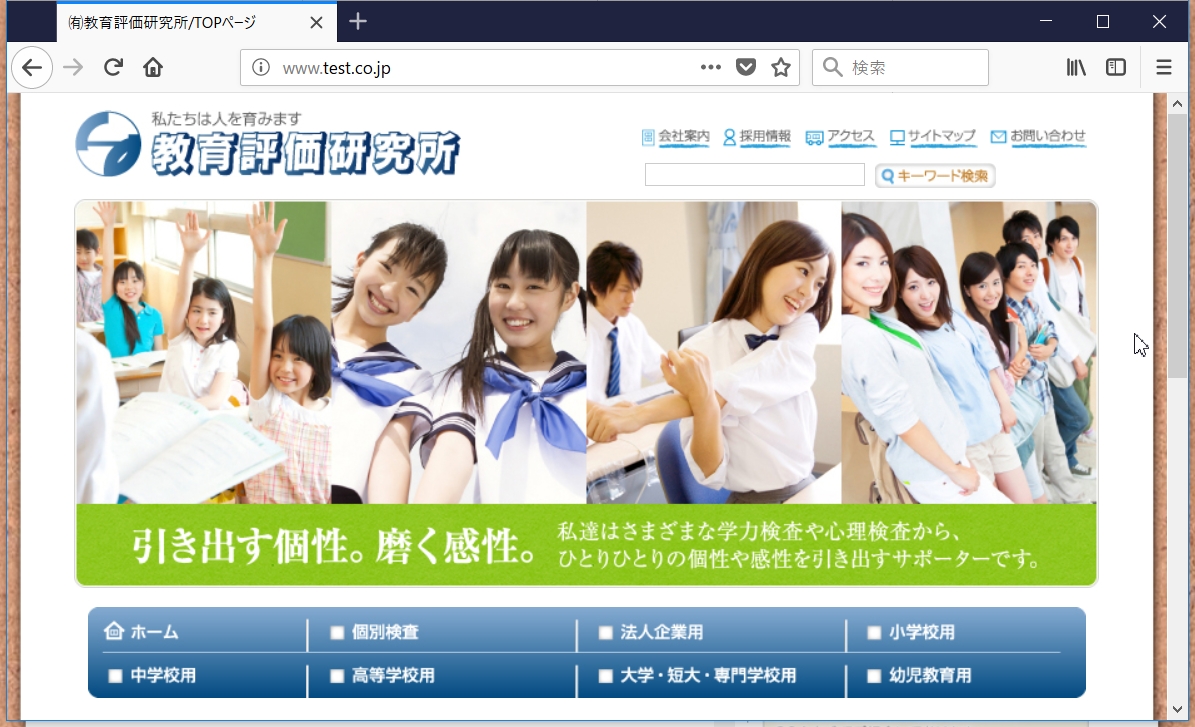 ㈲教育評価研究所/TOPページ
www.test.co.jp
検索
私たちは人を育みます
教育評価研究所
会社案内 採用情報 アクセス サイトマップ お問い合わせ
キーワード検索
引き出す個性。磨く感性。
私達はさまざまな学力検査や心理検査から、
ひとりひとりの個性や感性を引き出すサポーターです。
ホーム 個別検査 法人企業用 小学校用
中学校用 高等学校用 大学・短大・専門学校用 幼児教育用